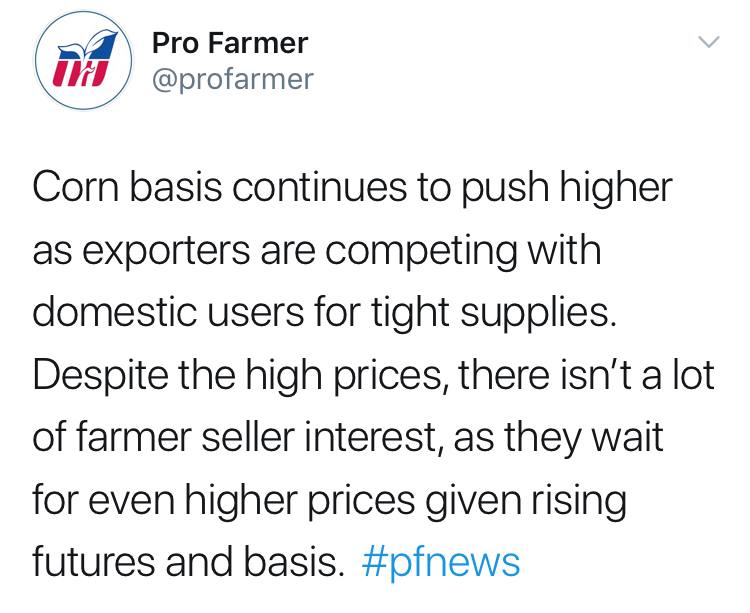 Pro Farmer
@profarmer
Corn basis continues to push higher
as exporters are competing with
domestic users for tight supplies.
Despite the high prices, there isn’t a lot
of farmer seller interest, as they wait
for even higher prices given rising
futures and basis. #pfnews